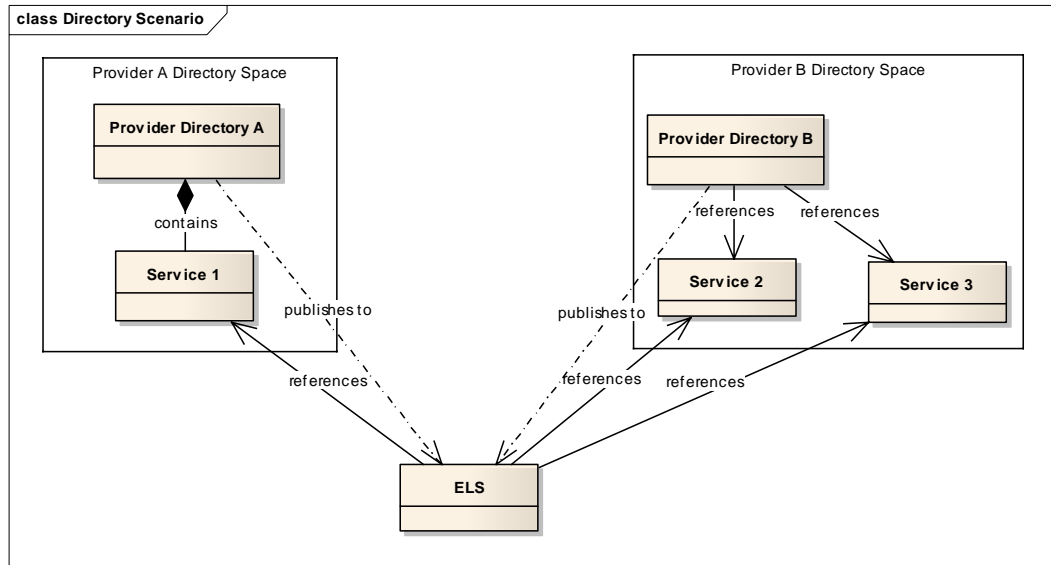 class Directory Scenario
Provider A Directory Space
Provider Directory A
contains
Service 1
publishes to
references
Provider B Directory Space
Provider Directory B
references
references
Service 2
Service 3
publishes to
references
references
ELS